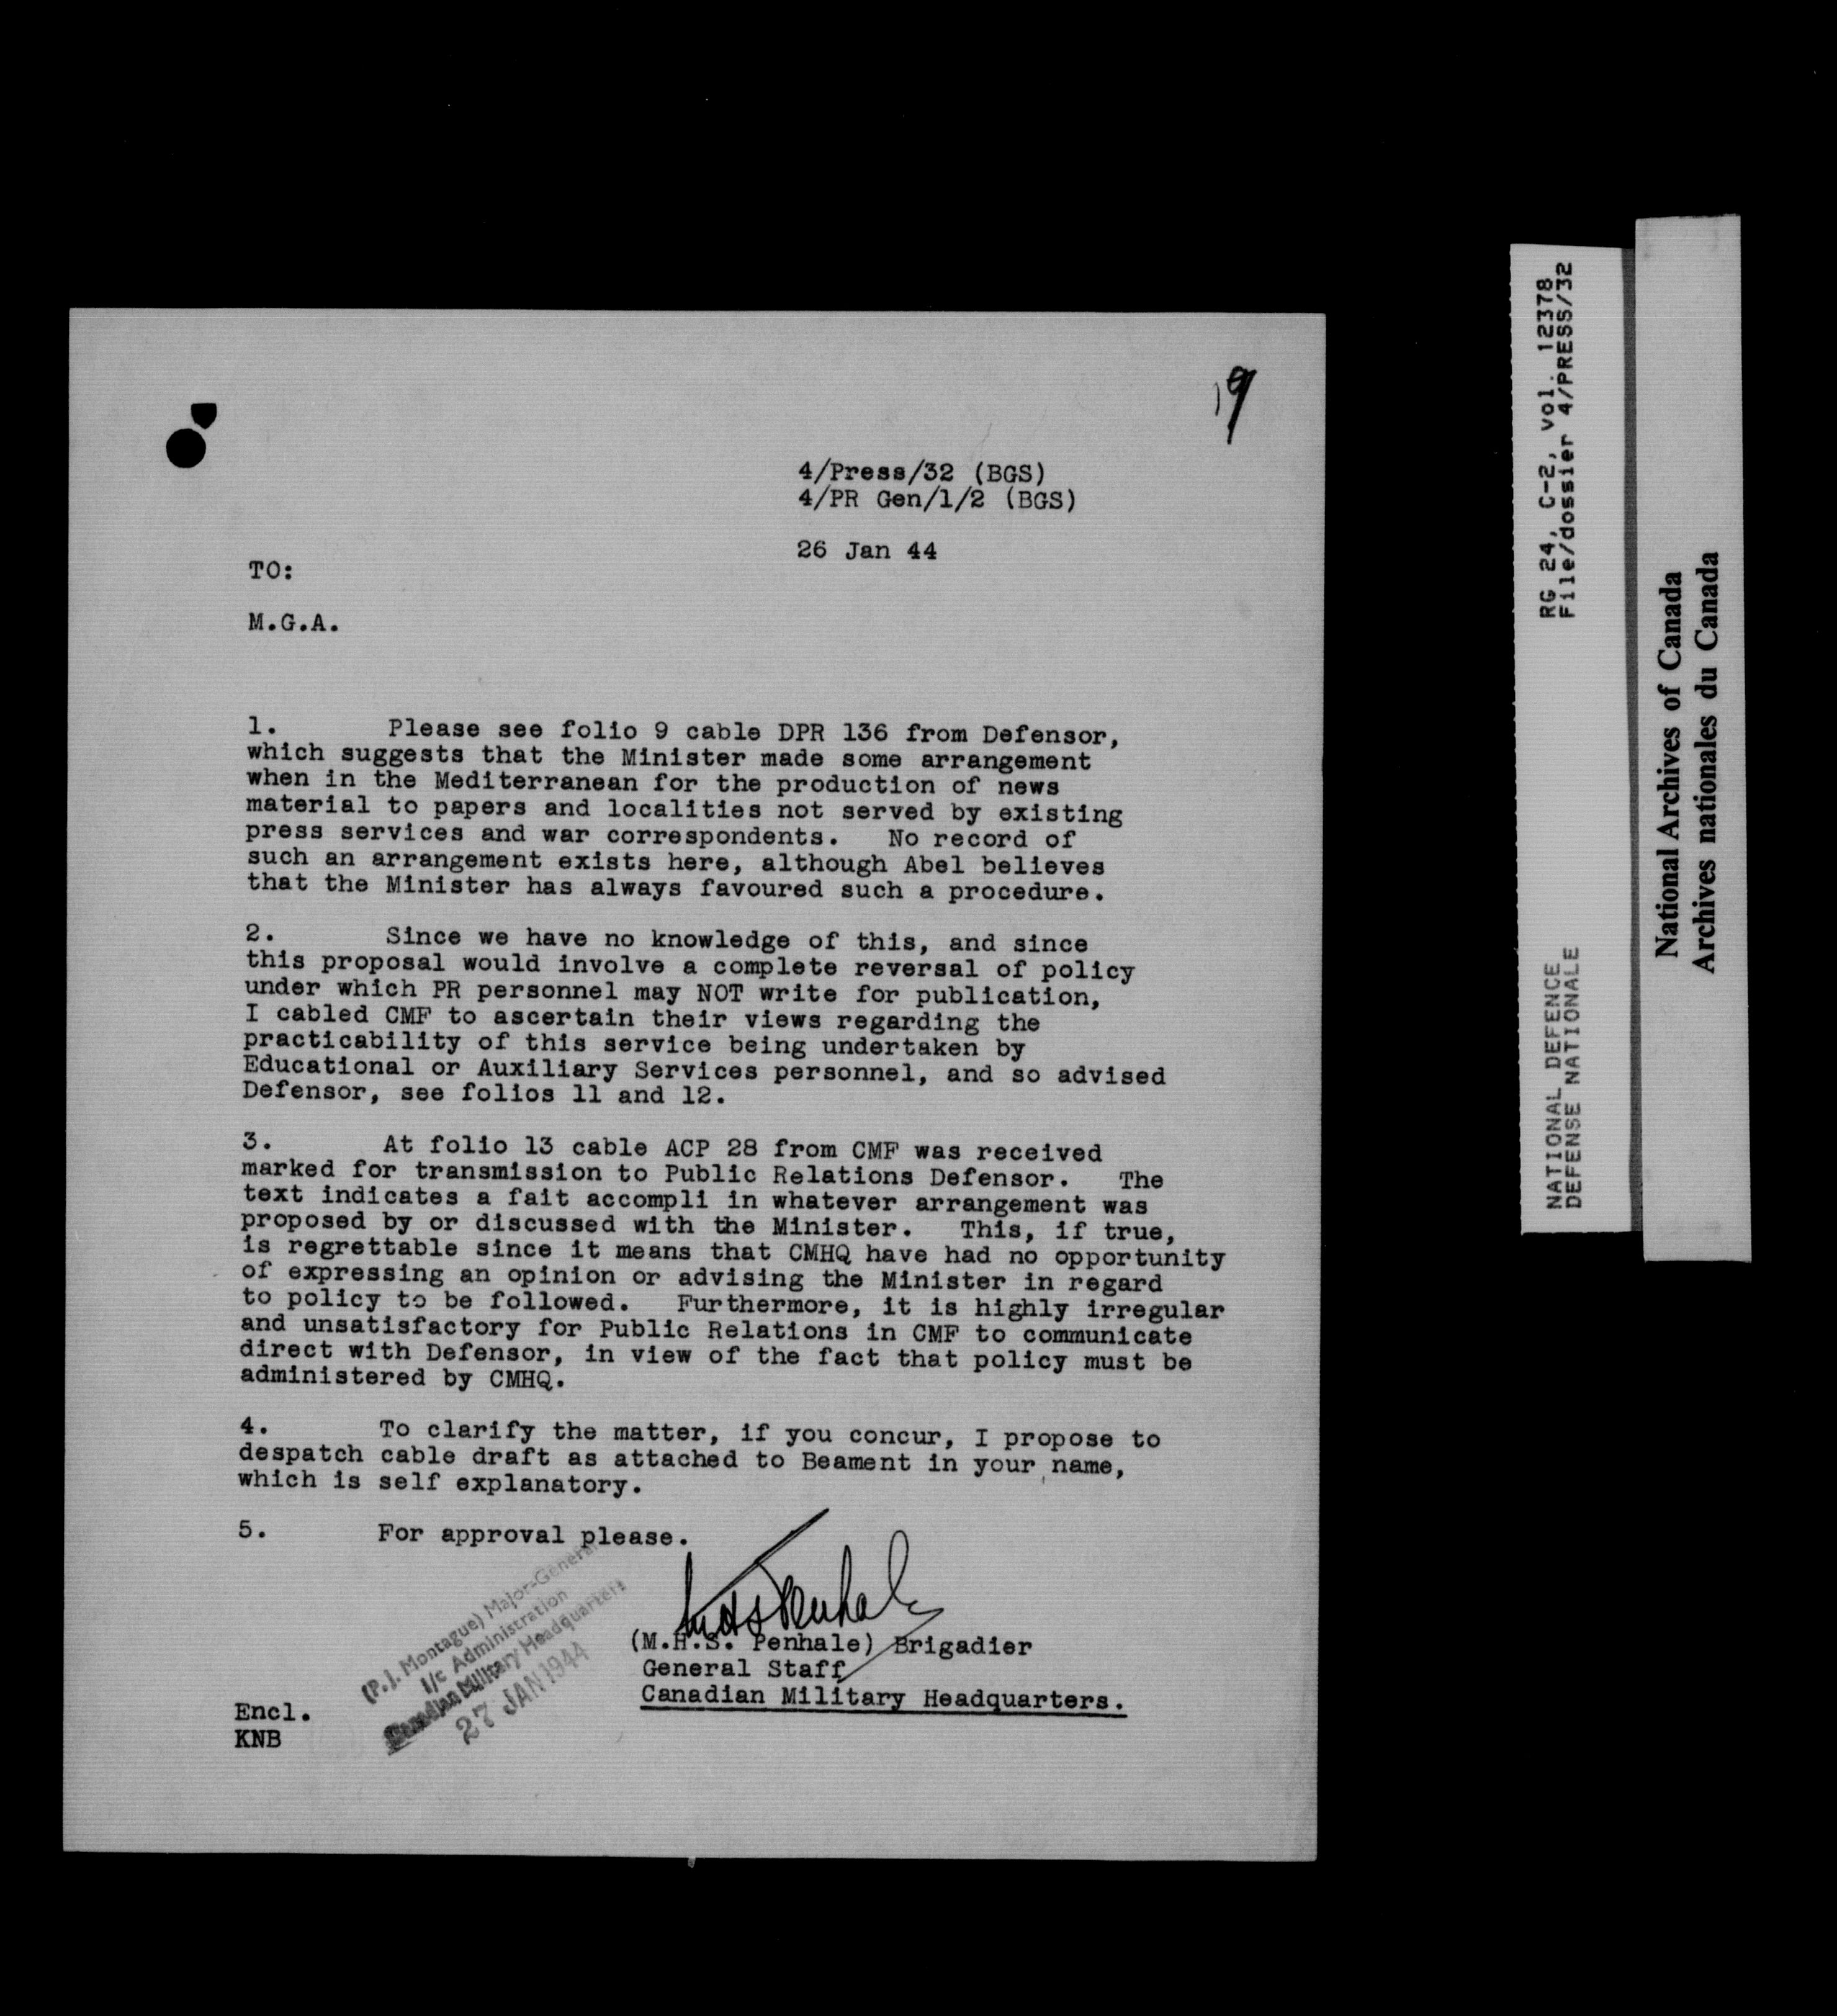 19
4/Press/32 (BGS)
4/PR Gen/1/2 (BGS)
26 Jan 44
TO:
M.G.A.
1. Please see folio 9 cable DPR 136 from Defensor,
which suggests that the Minister made some arrangement
when in the Mediterranean for the production of news
material to papers and localities not served by existing
press services and war correspondents. No record of
such an arrangement exists here, although Abel believes
that the Minister has always favoured such a procedure.
2. Since we have no knowledge of this, and since
this proposal would involve a complete reversal of policy
under which PR personnel may NOT write for publication,
I cabled CMF to ascertain their views regarding the
practicability of this service being undertaken by
Educational or Auxiliary Services personnel, and so advised
Defensor, see folios 11 and 12.
3. At folio 13 cable ACP 28 from CMF was received
marked for transmission to Public Relations Defensor. The
text indicates a fait accompli in whatever arrangement was
proposed by or discussed with the Minister. This, if true,
is regrettable since it means that CMHQ have had no opportunity
of expressing an opinion or advising the Minister in regard
to policy to be followed. Furthermore, it is highly irregular
and unsatisfactory for Public Relations in CMF to communicate
direct with Defensor, in view of the fact that policy must be
administered by CMHQ.
4. To clarify the matter, if you concur, I propose to
despatch cable draft as attached to Beament in your name,
which is self explanatory.
5. For approval please.
MHS Penhale
(M.H.S. Penhale) Brigadier
General Staff
Canadian Military Headquarters.
(P.J. Montague) Major-General
i/c Administration
Canadian Military Headquarters
27 JAN 1944
Encl.
KNB
RG 24, C-2, vol. 12378
File/dossier 4/PRESS/32
NATIONAL DEFENCE
DEFENSE NATIONALE
National Archives of Canada
Archives nationales du Canada